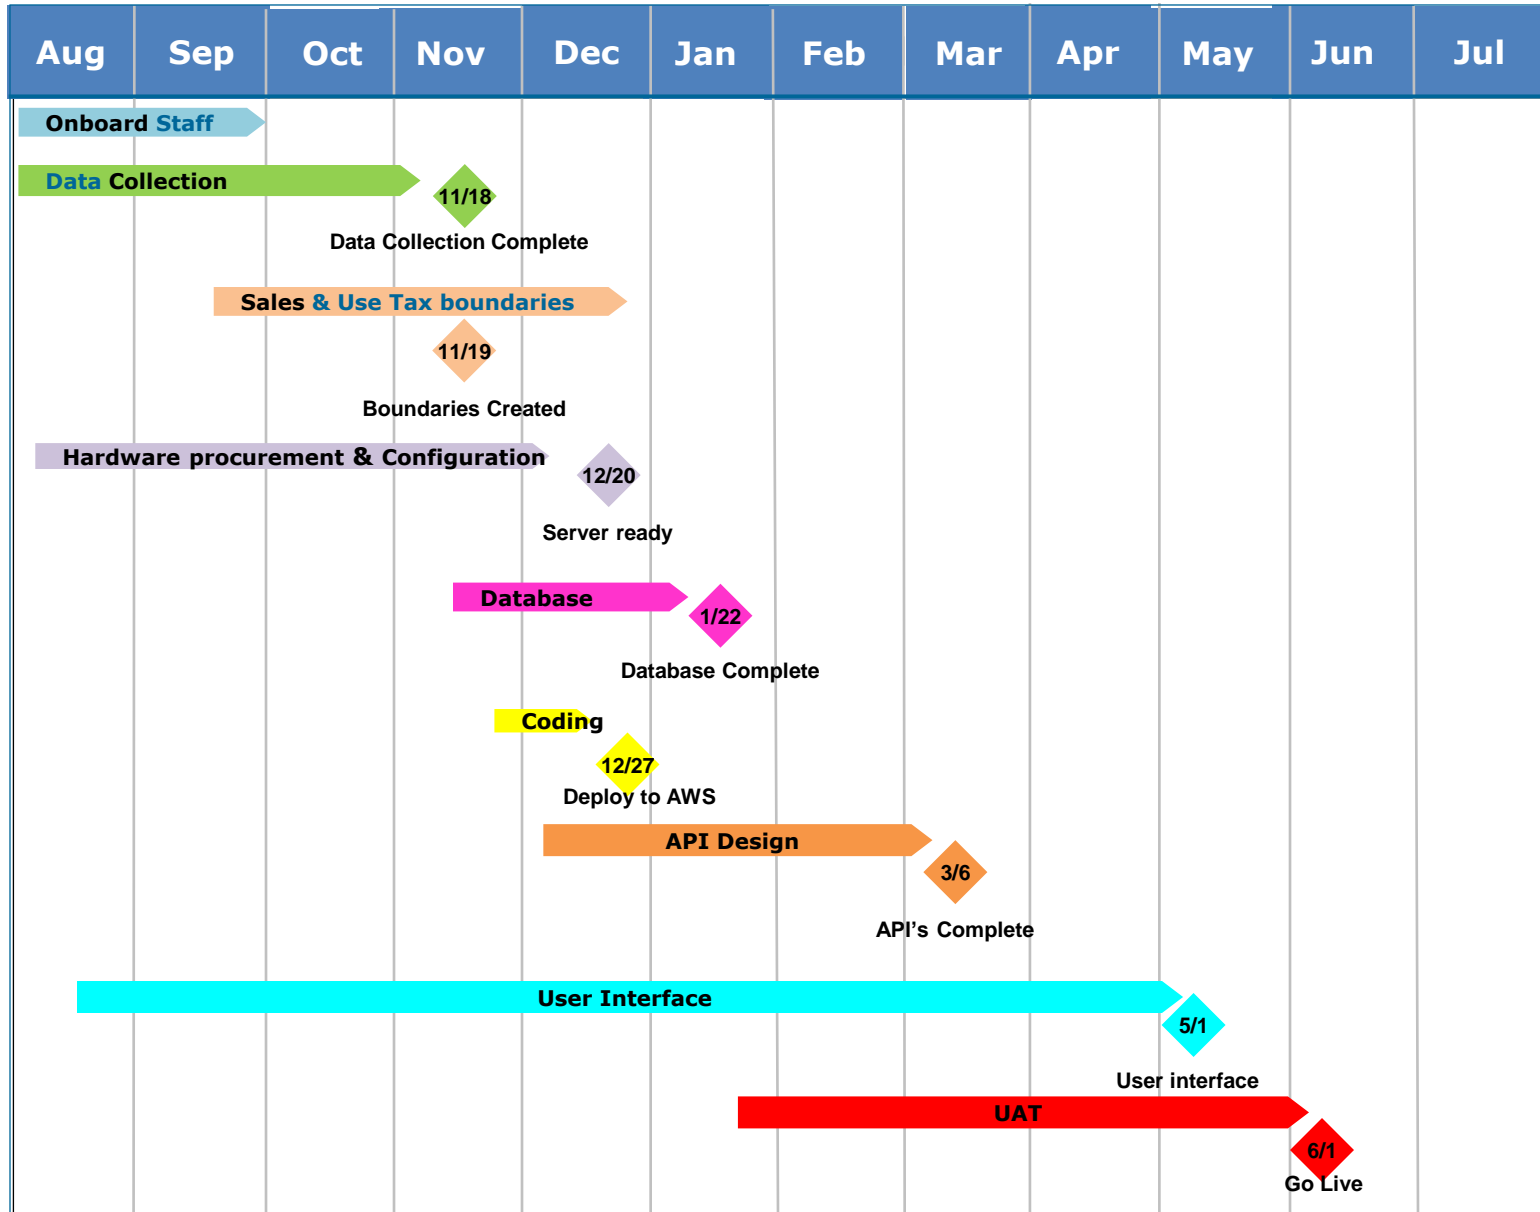 Aug Sep Oct Nov Dec Jan Feb Mar Apr May Jun Jul
Onboard Staff
Data Collection
11/18
Data Collection Complete
Sales & Use Tax boundaries
11/19
Boundaries Created
Hardware procurement & Configuration
12/20
Server ready
Database
1/22
Database Complete
Coding
12/27
Deploy to AWS
API Design
3/6
API’s Complete
User Interface
5/1
User interface
UAT
6/1
Go Live